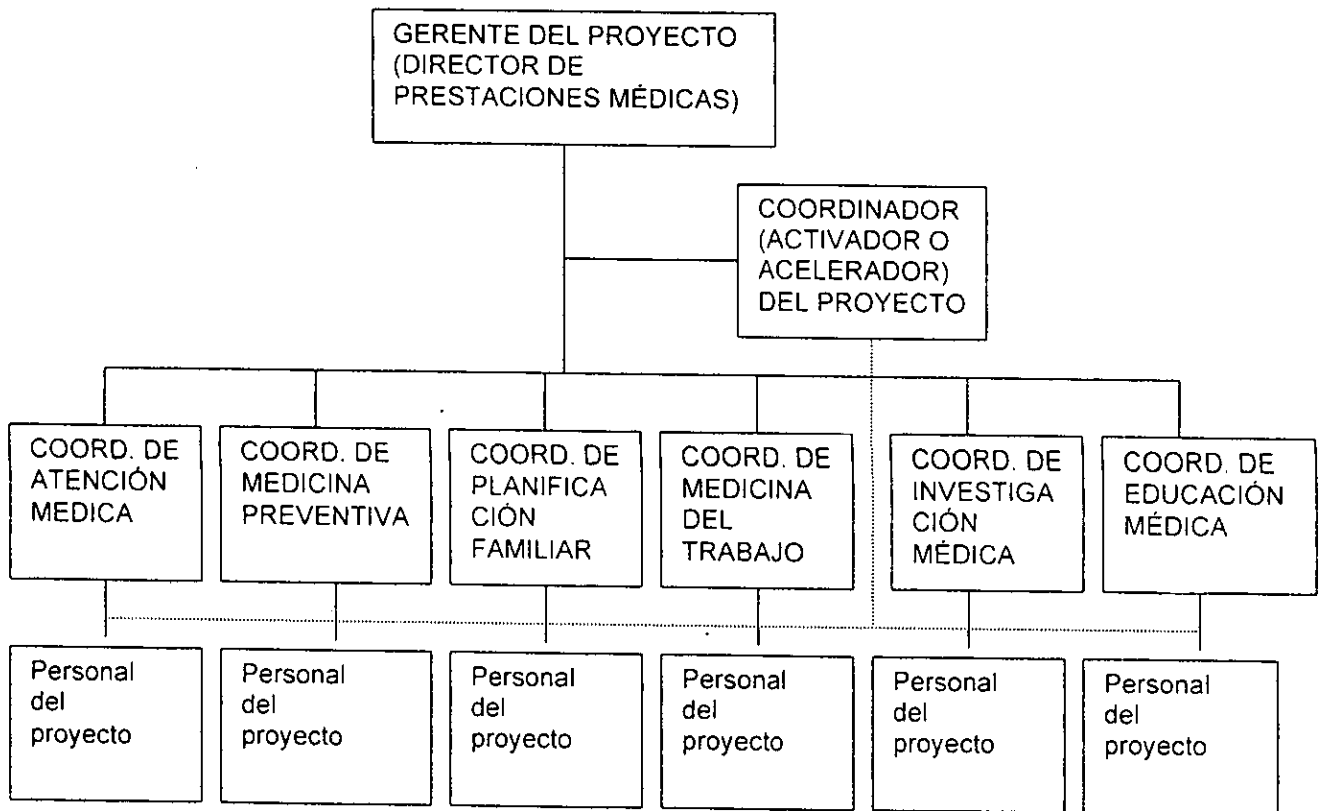 GERENTE DEL PROYECTO
(DIRECTOR DE
PRESTACIONES MÉDICAS)
COORDINADOR
(ACTIVADOR O
ACELERADOR)
DEL PROYECTO
COORD. DE
ATENCIÓN
MEDICA
COORD. DE
MEDICINA
PREVENTIVA
COORD. DE
PLANIFICA
CIÓN
FAMILIAR
COORD. DE
MEDICINA
DEL
TRABAJO
COORD. DE
INVESTIGA
CIÓN
MÉDICA
COORD. DE
EDUCACIÓN
MÉDICA
Personal
del
proyecto
Personal
del
proyecto
Personal
del
proyecto
Personal
del
proyecto
Personal
del
proyecto
Personal
del
proyecto